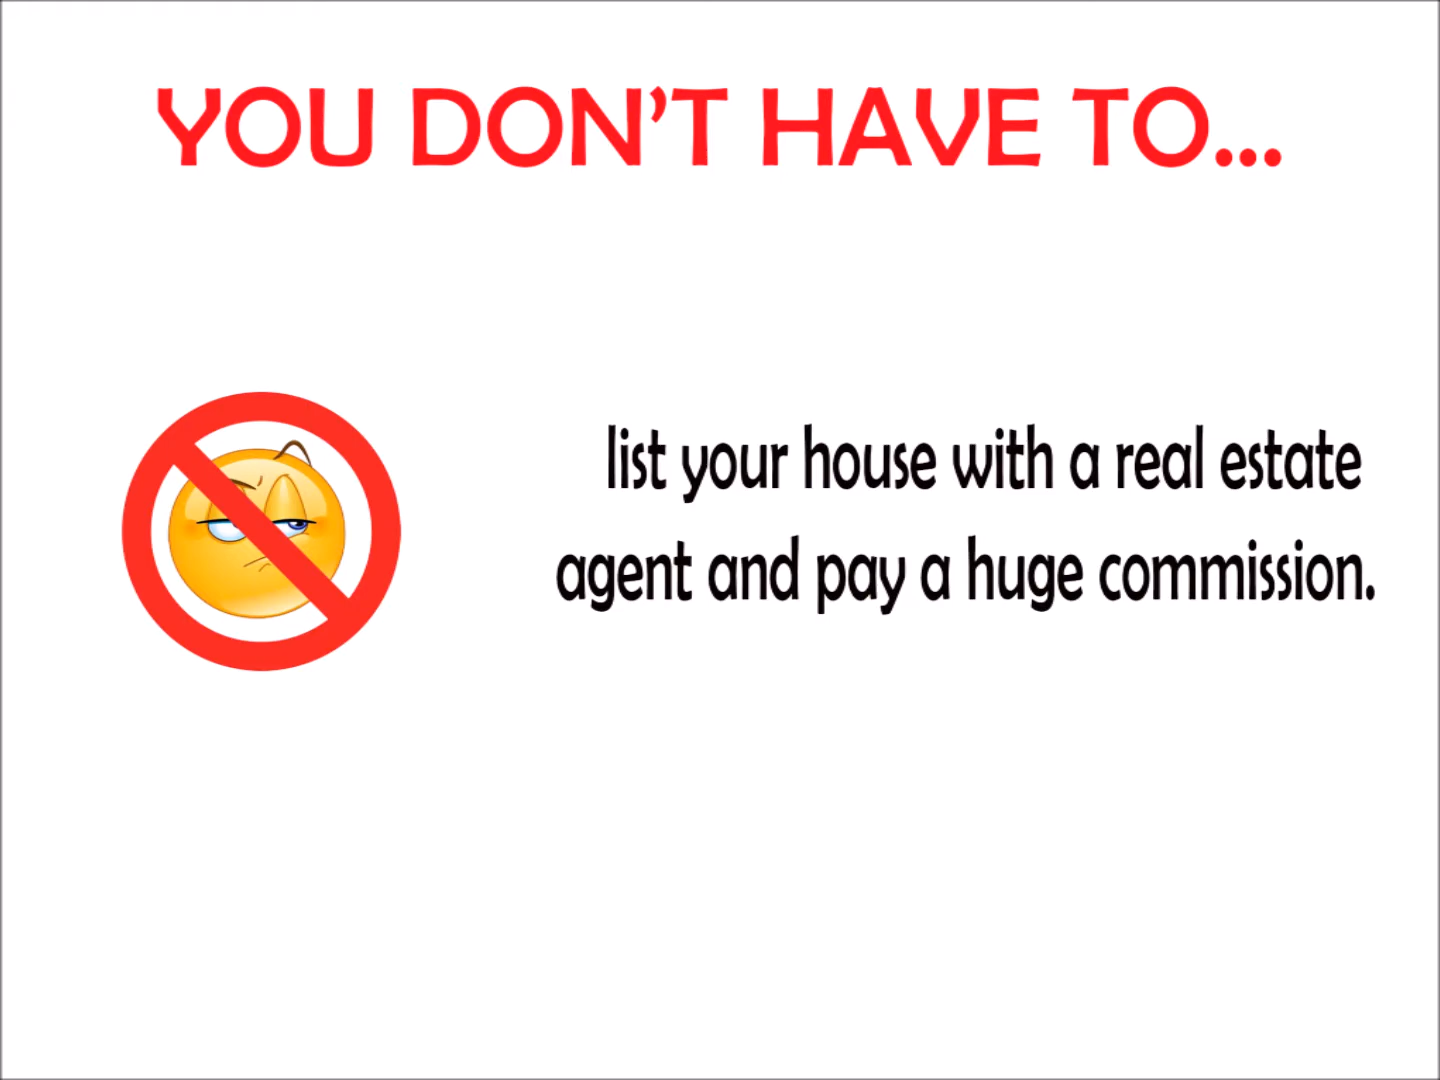 YOU DON’T HAVE TO...
list your house with a real estate
agent and pay a huge commission.